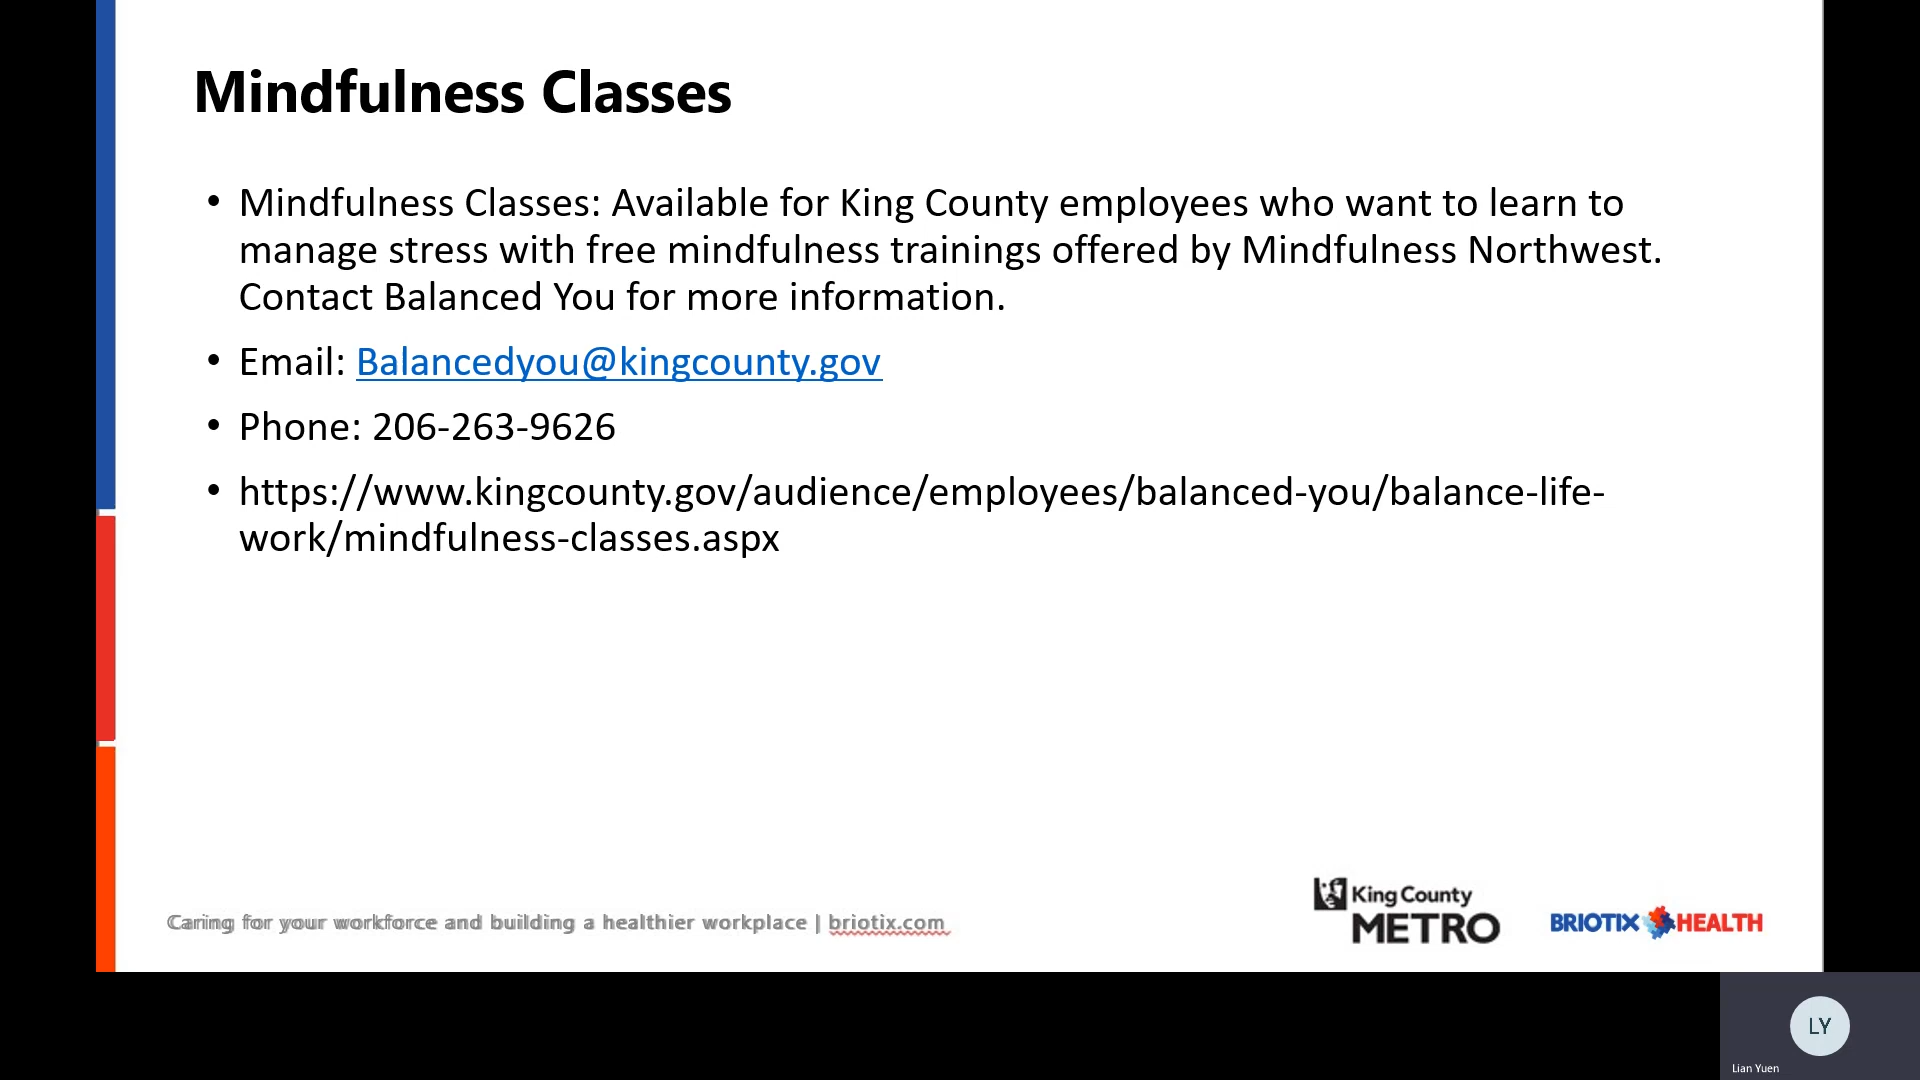 Mindfulness Classes
• Mindfulness Classes: Available for King County employees who want to learn to
manage stress with free mindfulness trainings offered by Mindfulness Northwest.
Contact Balanced You for more information.
• Email: Balancedyou@kingcounty.gov
• Phone: 206-263-9626
• https://www.kingcounty.gov/audience/employees/balanced-you/balance-life-
work/mindfulness-classes.aspx
Caring for your workforce and building a healthier workplace | briotix.com
King County
METRO
BRIOTIX HEALTH
LY
Lian Yuen